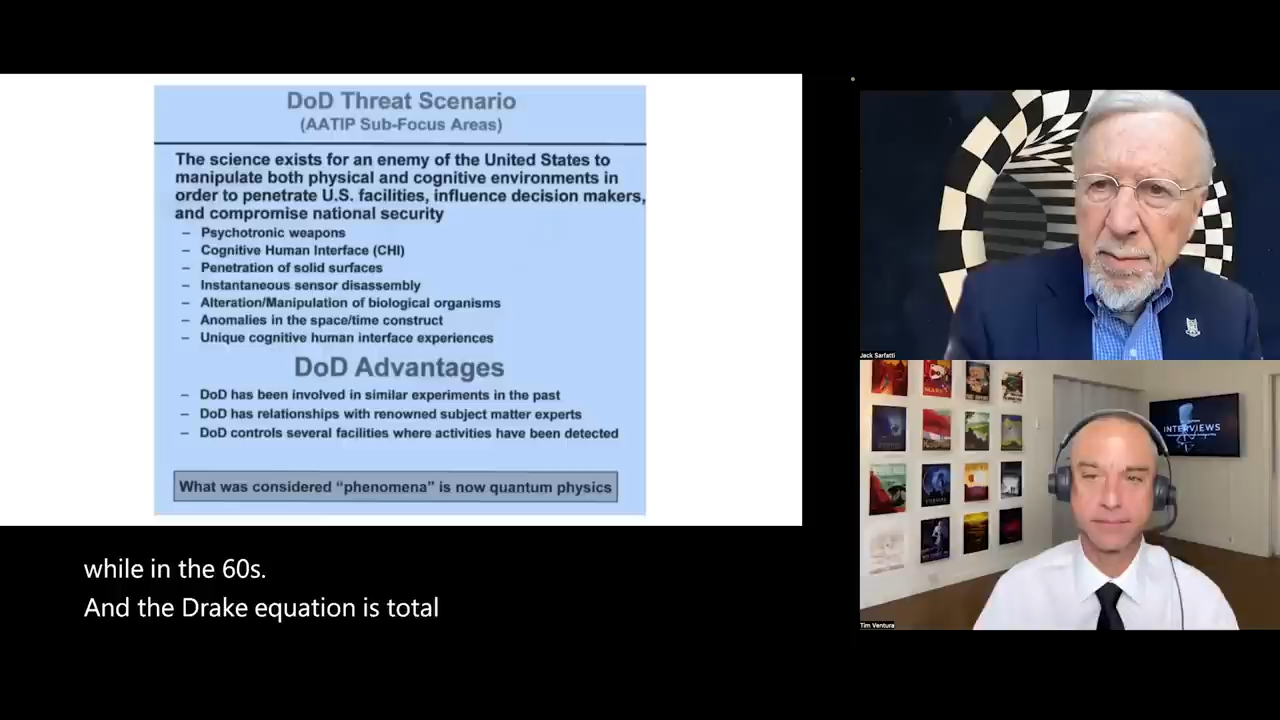 DoD Threat Scenario
(AATIP Sub-Focus Areas)
The science exists for an enemy of the United States to
manipulate both physical and cognitive environments in
order to penetrate U.S. facilities, influence decision makers,
and compromise national security
– Psychotronic weapons
– Cognitive Human Interface (CHI)
– Penetration of solid surfaces
– Instantaneous sensor disassembly
– Alteration/Manipulation of biological organisms
– Anomalies in the space/time construct
– Unique cognitive human interface experiences
DoD Advantages
– DoD has been involved in similar experiments in the past
– DoD has relationships with renowned subject matter experts
– DoD controls several facilities where activities have been detected
What was considered “phenomena” is now quantum physics
while in the 60s.
And the Drake equation is total
Jack Sarfatti
INTERVIEWS
Tim Ventura